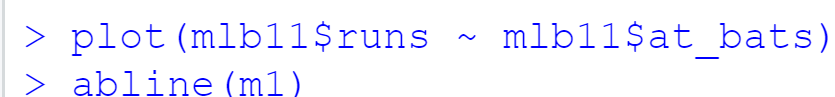 > plot(mlb11$runs ~ mlb11$at_bats)
> abline(m1)